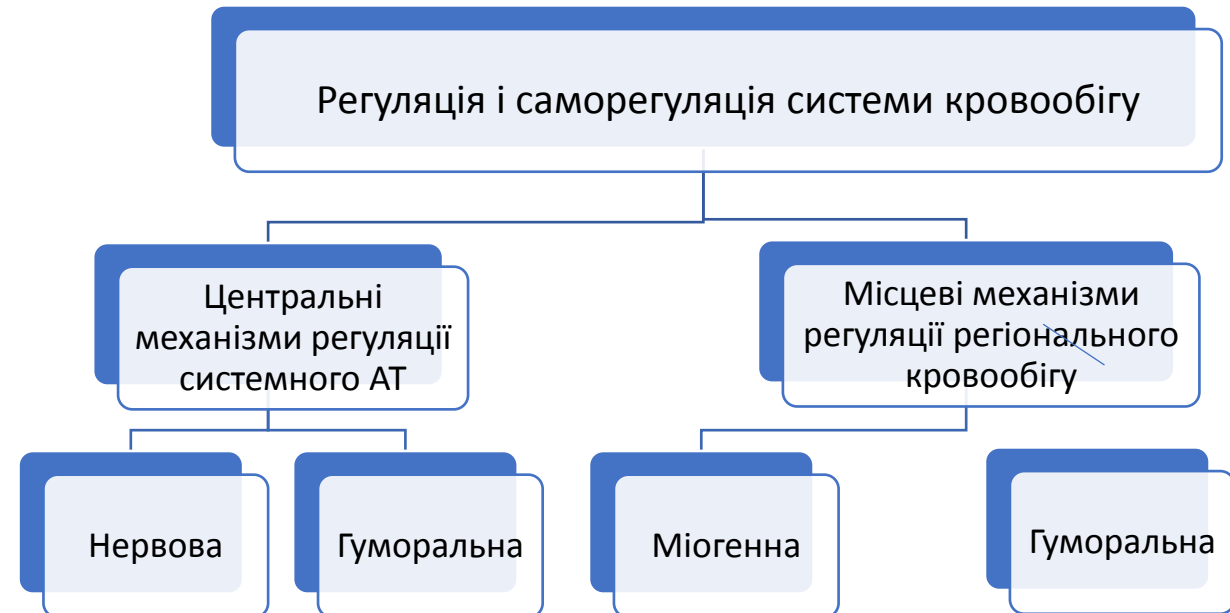 Регуляція і саморегуляція системи кровообігу
Центральні
механізми регуляції
системного АТ
Місцеві механізми
регуляції регіонального
кровообігу
Нервова
Гуморальна
Міогенна
Гуморальна